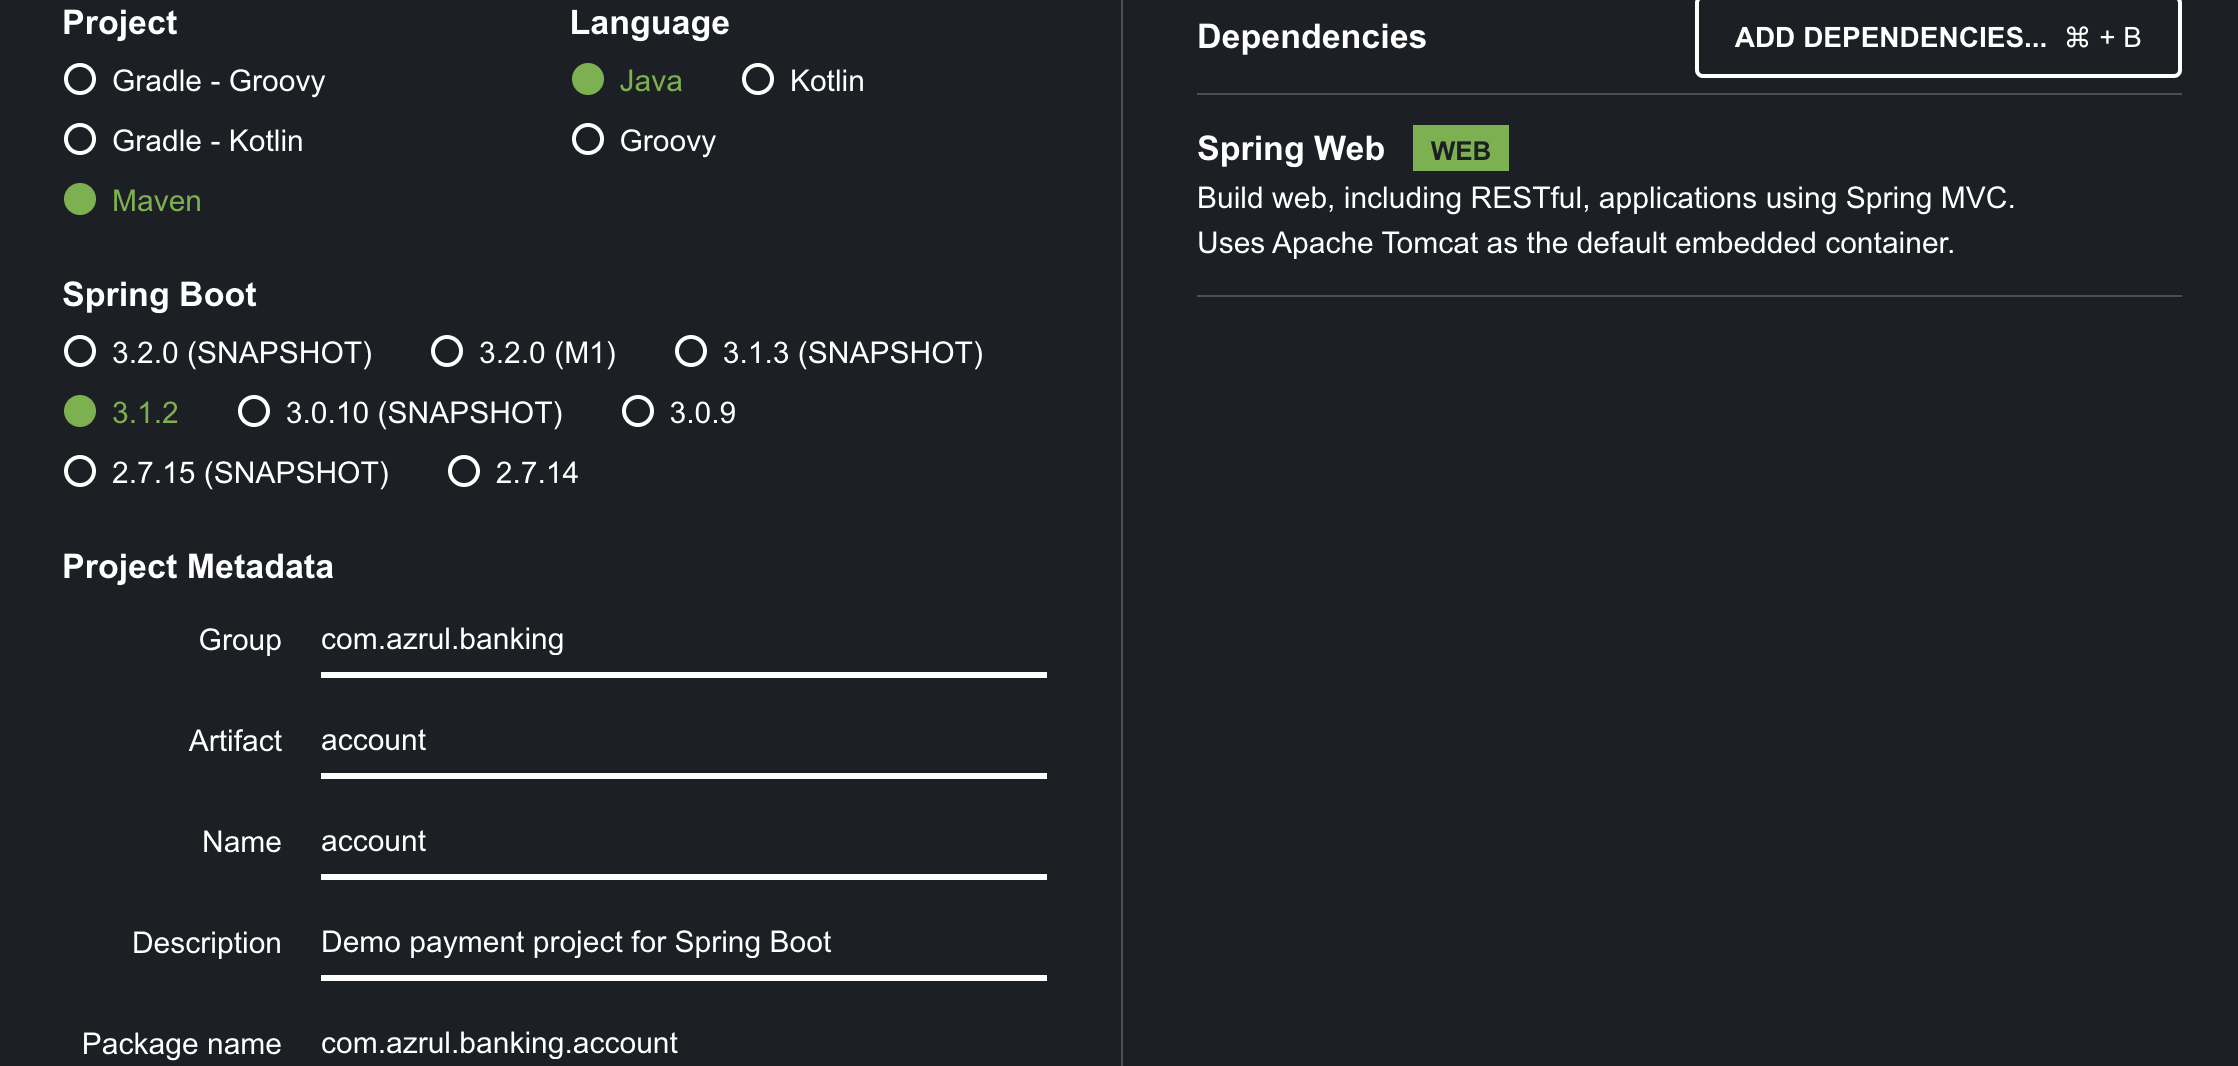 Project
Gradle - Groovy
Gradle - Kotlin
Maven
Language
Java Kotlin
Groovy
Spring Boot
3.2.0 (SNAPSHOT) 3.2.0 (M1) 3.1.3 (SNAPSHOT)
3.1.2 3.0.10 (SNAPSHOT) 3.0.9
2.7.15 (SNAPSHOT) 2.7.14
Project Metadata
Group com.azrul.banking
Artifact account
Name account
Description Demo payment project for Spring Boot
Package name com.azrul.banking.account
Dependencies ADD DEPENDENCIES... ⌘ + B
Spring Web WEB
Build web, including RESTful, applications using Spring MVC.
Uses Apache Tomcat as the default embedded container.